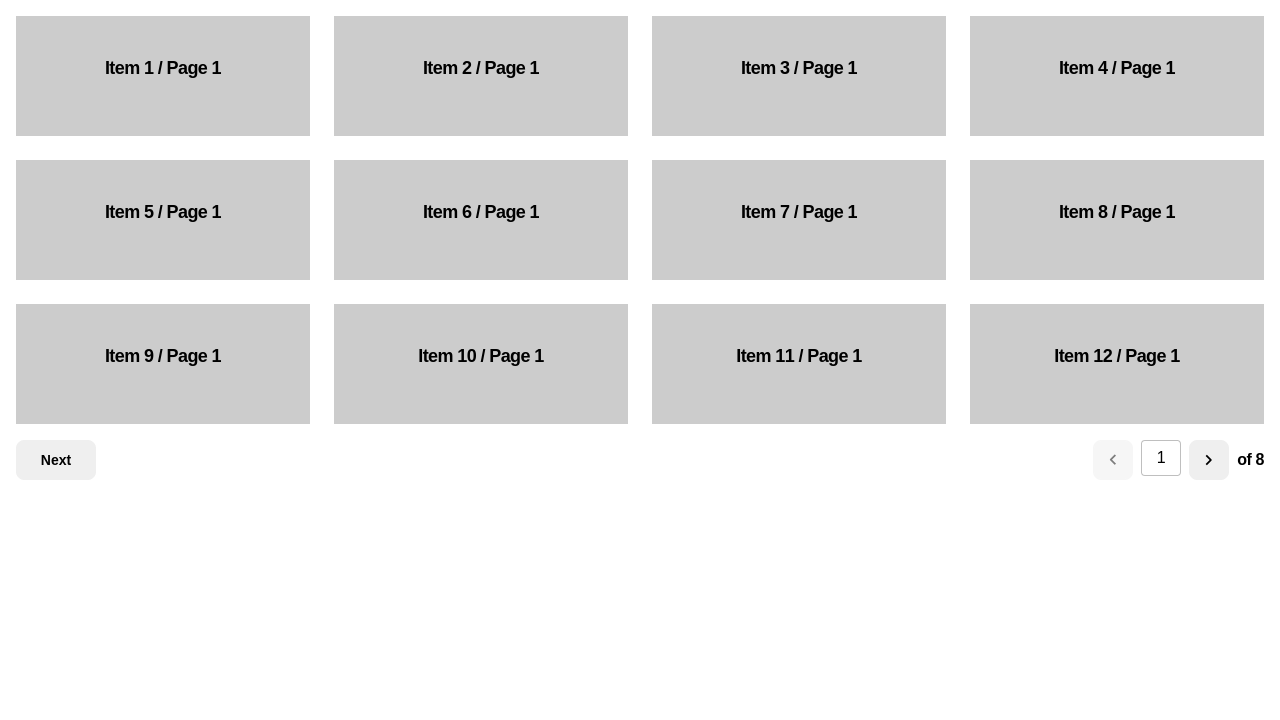 Item 1 / Page 1
Item 2 / Page 1
Item 3 / Page 1
Item 4 / Page 1
Item 5 / Page 1
Item 6 / Page 1
Item 7 / Page 1
Item 8 / Page 1
Item 9 / Page 1
Item 10 / Page 1
Item 11 / Page 1
Item 12 / Page 1
Next
1
of 8